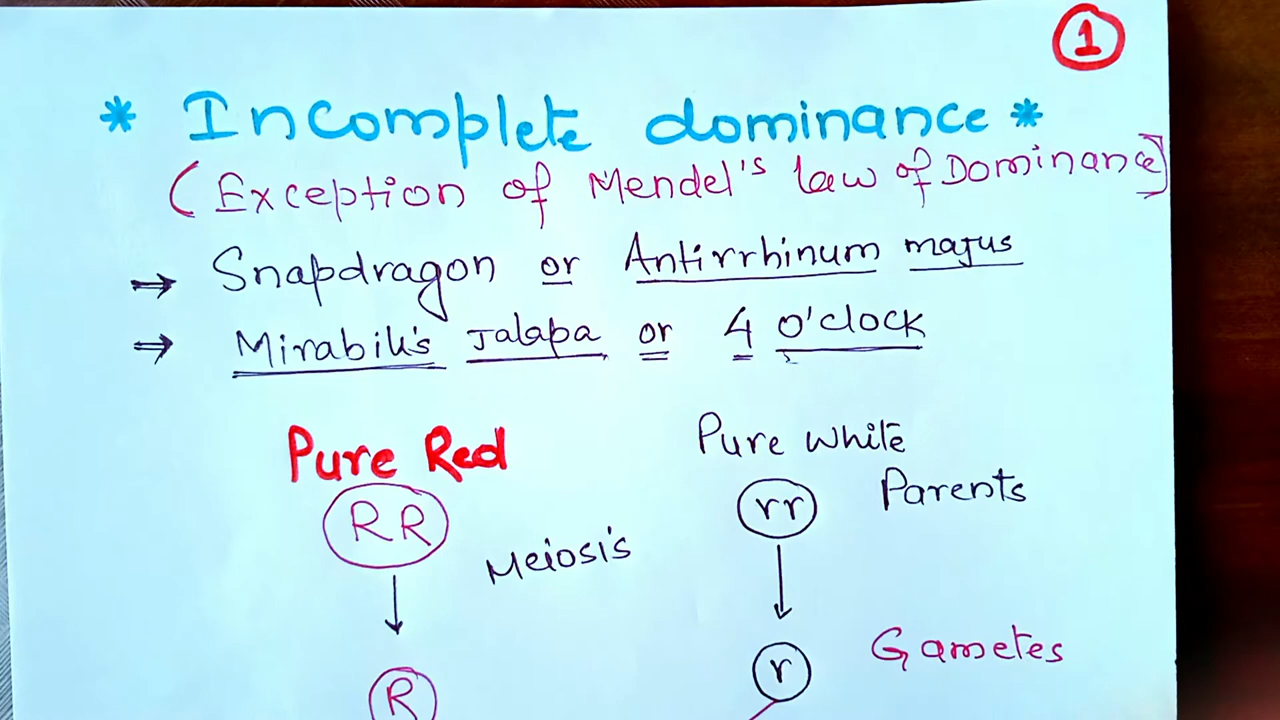 1
* Incomplete dominance *
(Exception of Mendel's law of Dominance)
⇒ Snapdragon or Antirrhinum majus
⇒ Mirabili's Jalapa or 4 O'clock
Pure Red Pure white
RR rr Parents
Meiosis
R r Gametes